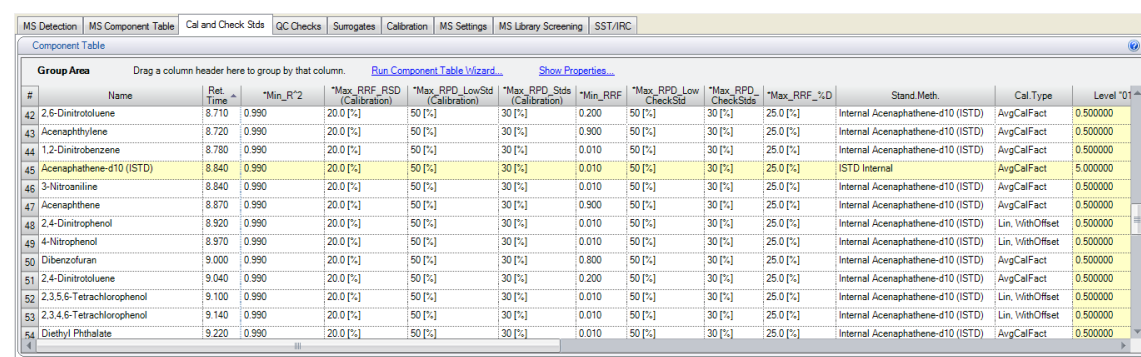 MS Detection MS Component Table Cal and Check Stds QC Checks Surrogates Calibration MS Settings MS Library Screening SST/IRC
Component Table
Group Area Drag a column header here to group by that column. Run Component Table Wizard... Show Properties...
# Name Ret. Time *Min_R^2 *Max_RRF_RSD (Calibration) *Max_RPD_LowStd (Calibration) *Max_RPD_Stds (Calibration) *Min_RRF *Max_RPD_Low CheckStd *Max_RPD_ CheckStds *Max_RRF_%D Stand.Meth. Cal.Type Level "01
42 2,6-Dinitrotoluene 8.710 0.990 20.0 [%] 50 [%] 30 [%] 0.200 50 [%] 30 [%] 25.0 [%] Internal Acenaphathene-d10 (ISTD) AvgCalFact 0.500000
43 Acenaphthylene 8.720 0.990 20.0 [%] 50 [%] 30 [%] 0.900 50 [%] 30 [%] 25.0 [%] Internal Acenaphathene-d10 (ISTD) AvgCalFact 0.500000
44 1,2-Dinitrobenzene 8.780 0.990 20.0 [%] 50 [%] 30 [%] 0.010 50 [%] 30 [%] 25.0 [%] Internal Acenaphathene-d10 (ISTD) AvgCalFact 0.500000
45 Acenaphathene-d10 (ISTD) 8.840 0.990 20.0 [%] 50 [%] 30 [%] 0.010 50 [%] 30 [%] 25.0 [%] ISTD Internal AvgCalFact 5.000000
46 3-Nitroaniline 8.840 0.990 20.0 [%] 50 [%] 30 [%] 0.010 50 [%] 30 [%] 25.0 [%] Internal Acenaphathene-d10 (ISTD) AvgCalFact 0.500000
47 Acenaphthene 8.870 0.990 20.0 [%] 50 [%] 30 [%] 0.900 50 [%] 30 [%] 25.0 [%] Internal Acenaphathene-d10 (ISTD) AvgCalFact 0.500000
48 2,4-Dinitrophenol 8.920 0.990 20.0 [%] 50 [%] 30 [%] 0.010 50 [%] 30 [%] 25.0 [%] Internal Acenaphathene-d10 (ISTD) Lin, WithOffset 0.500000
49 4-Nitrophenol 8.970 0.990 20.0 [%] 50 [%] 30 [%] 0.010 50 [%] 30 [%] 25.0 [%] Internal Acenaphathene-d10 (ISTD) Lin, WithOffset 0.500000
50 Dibenzofuran 9.000 0.990 20.0 [%] 50 [%] 30 [%] 0.800 50 [%] 30 [%] 25.0 [%] Internal Acenaphathene-d10 (ISTD) AvgCalFact 0.500000
51 2,4-Dinitrotoluene 9.040 0.990 20.0 [%] 50 [%] 30 [%] 0.200 50 [%] 30 [%] 25.0 [%] Internal Acenaphathene-d10 (ISTD) AvgCalFact 0.500000
52 2,3,5,6-Tetrachlorophenol 9.100 0.990 20.0 [%] 50 [%] 30 [%] 0.010 50 [%] 30 [%] 25.0 [%] Internal Acenaphathene-d10 (ISTD) Lin, WithOffset 0.500000
53 2,3,4,6-Tetrachlorophenol 9.140 0.990 20.0 [%] 50 [%] 30 [%] 0.010 50 [%] 30 [%] 25.0 [%] Internal Acenaphathene-d10 (ISTD) Lin, WithOffset 0.500000
54 Diethyl Phthalate 9.220 0.990 20.0 [%] 50 [%] 30 [%] 0.010 50 [%] 30 [%] 25.0 [%] Internal Acenaphathene-d10 (ISTD) AvgCalFact 0.500000